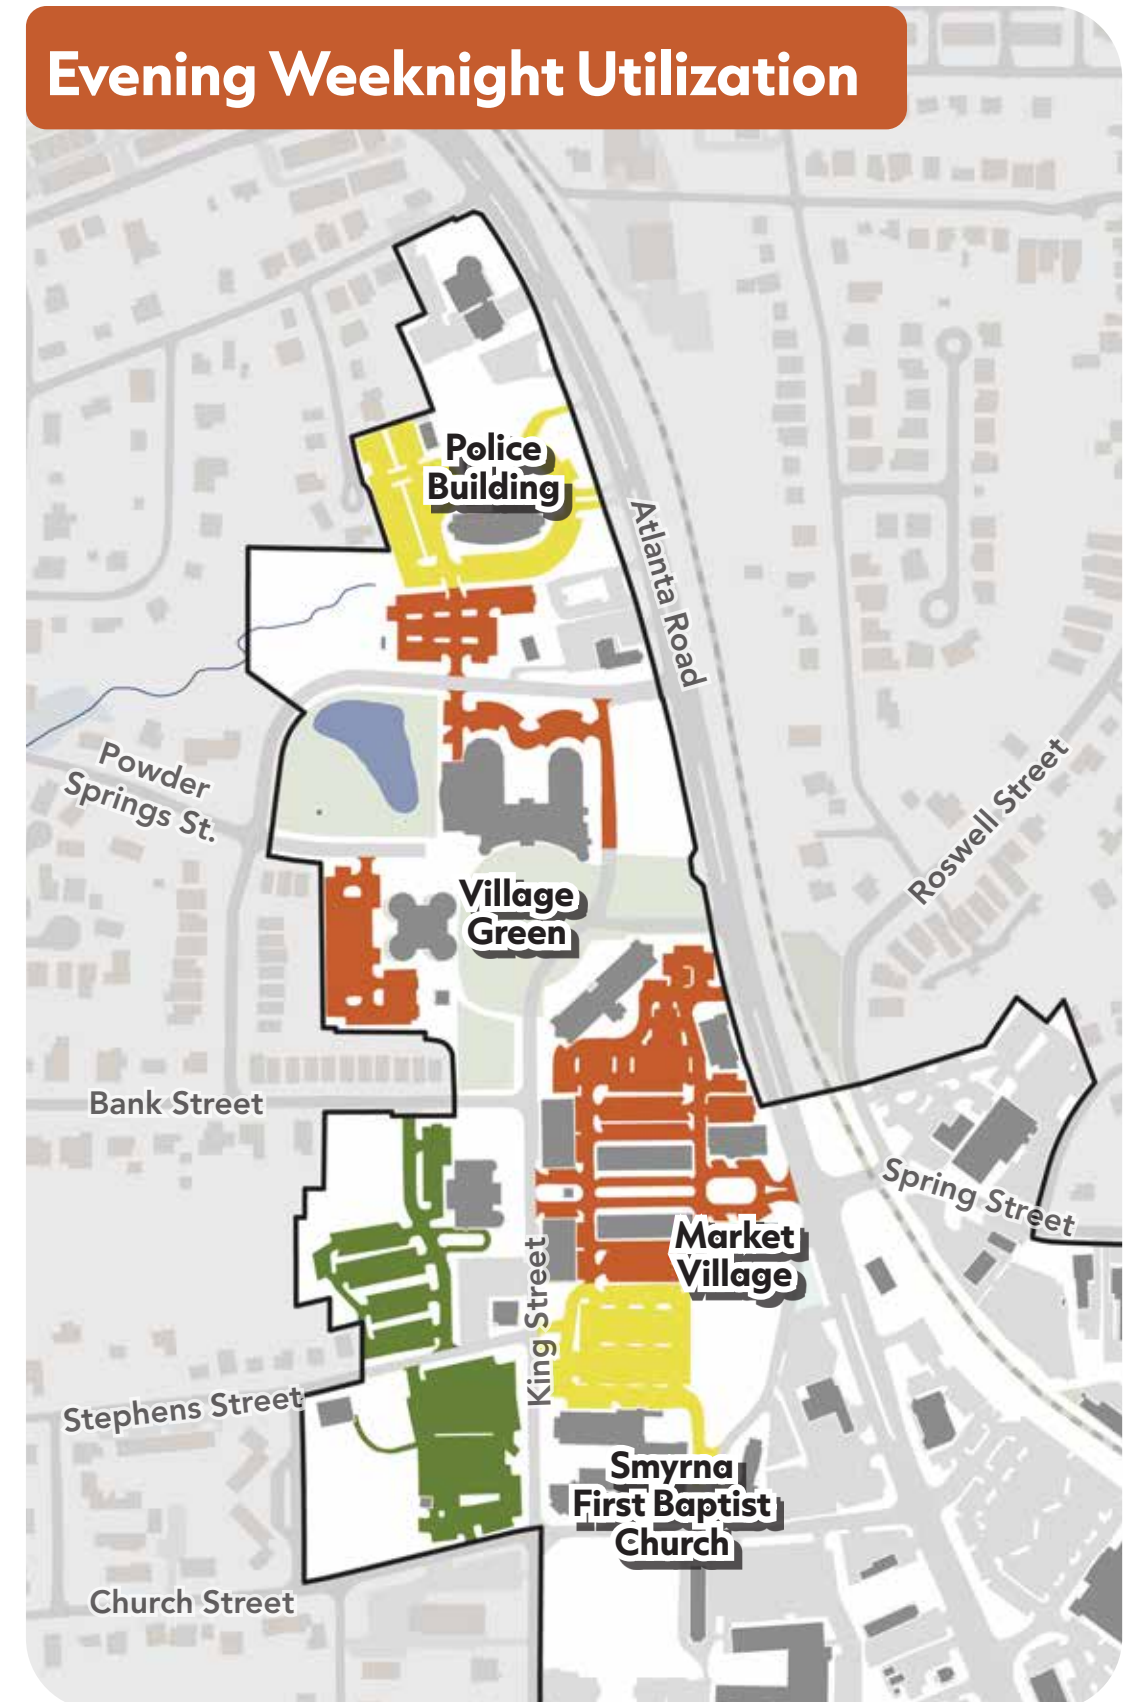 Evening Weeknight Utilization
Police
Building
Atlanta Road
Powder
Springs St.
Roswell Street
Village
Green
Bank Street
Spring Street
Market
Village
King Street
Stephens Street
Smyrna
First Baptist
Church
Church Street